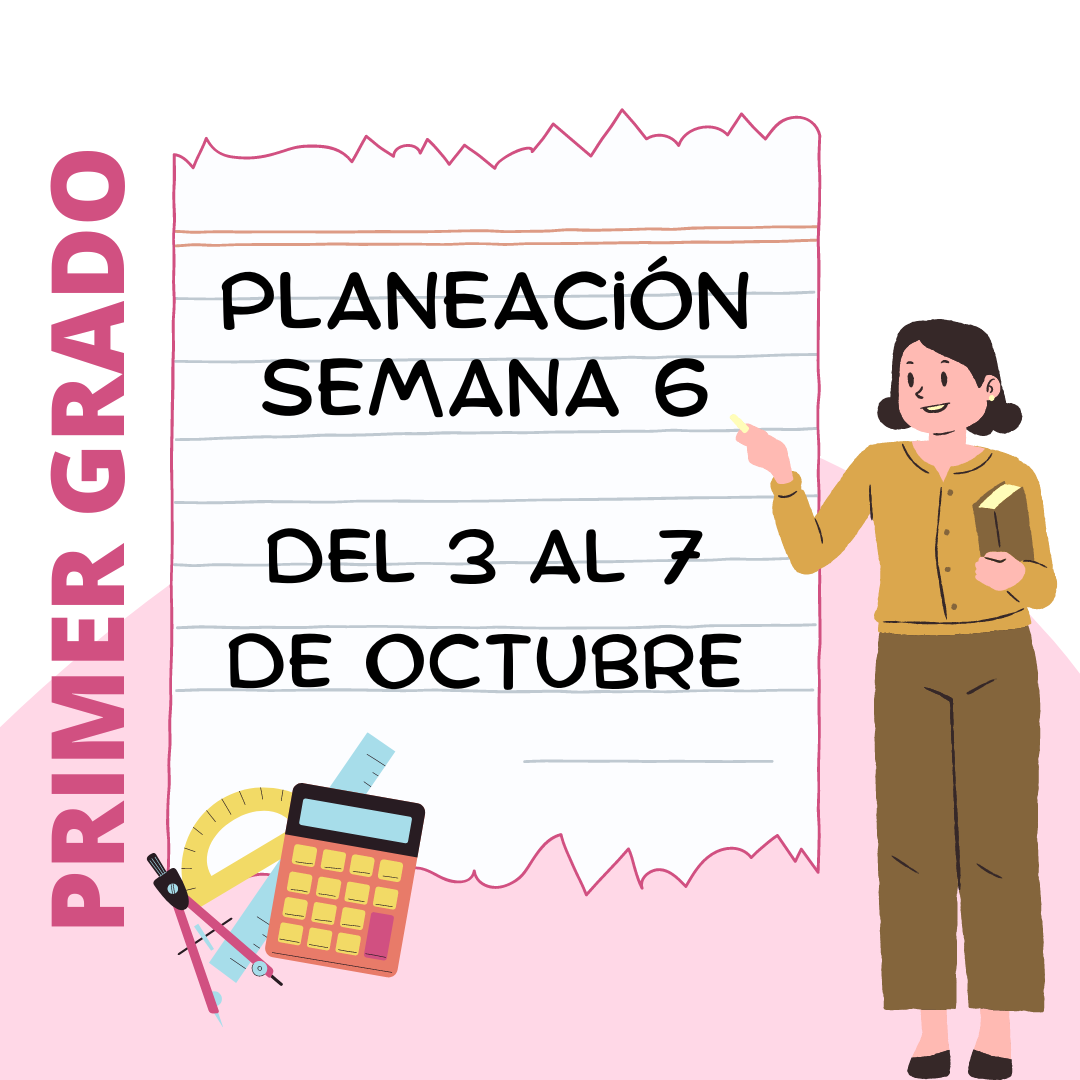 PRIMER GRADO
PLANEACIÓN
SEMANA 6
DEL 3 AL 7
DE OCTUBRE